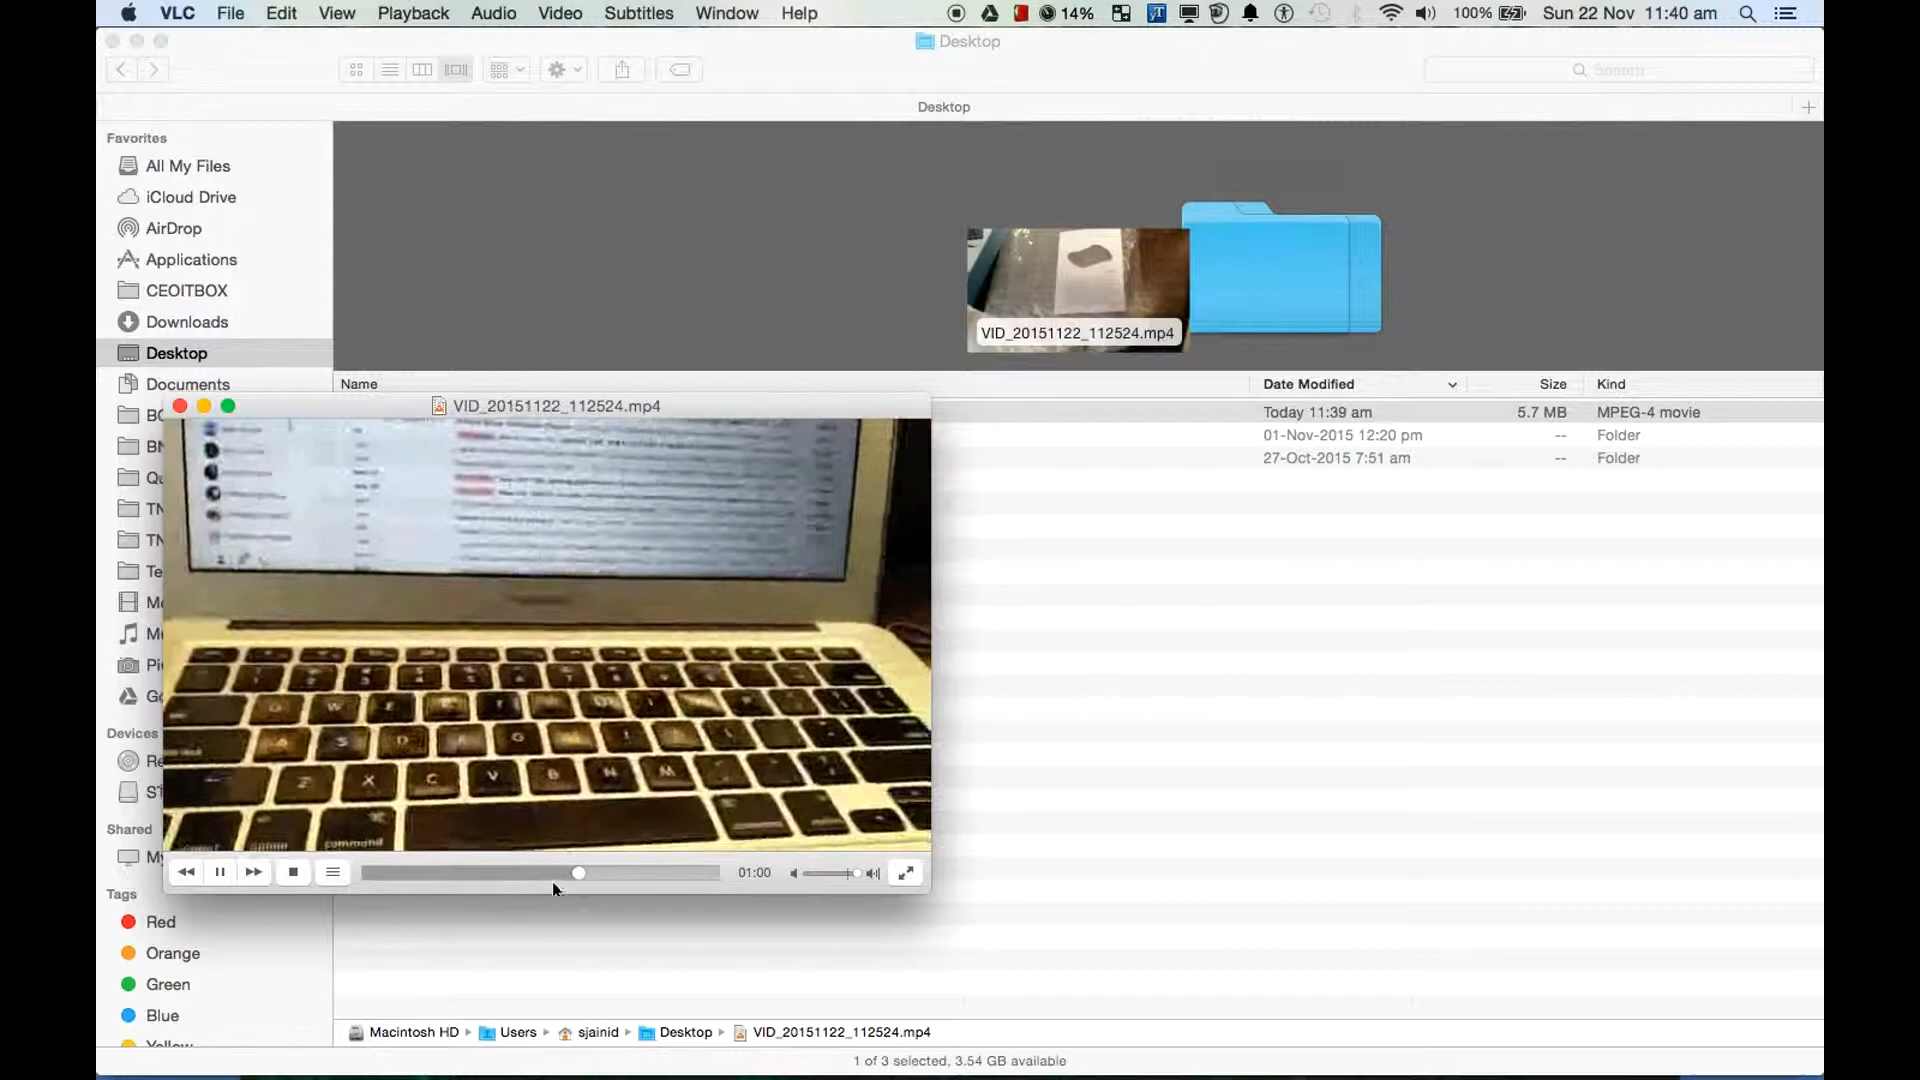 VLC File Edit View Playback Audio Video Subtitles Window Help 14% 100% Sun 22 Nov 11:40 am
Desktop
Desktop
Favorites
All My Files
iCloud Drive
AirDrop
Applications
CEOITBOX
Downloads
Desktop
Documents
VID_20151122_112524.mp4
Name Date Modified Size Kind
Today 11:39 am 5.7 MB MPEG-4 movie
01-Nov-2015 12:20 pm -- Folder
27-Oct-2015 7:51 am -- Folder
VID_20151122_112524.mp4
W
S D G
Z X C V B N M
command
01:00
Devices
Shared
Tags
Red
Orange
Green
Blue
Yellow
Macintosh HD Users sjainid Desktop VID_20151122_112524.mp4
1 of 3 selected, 3.54 GB available